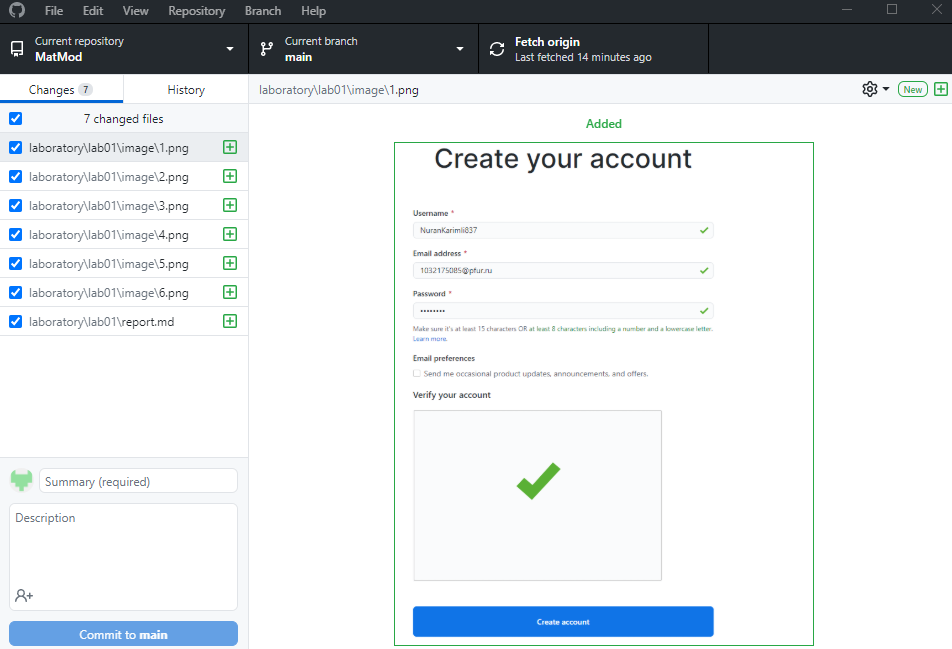 File Edit View Repository Branch Help
Current repository
MatMod
Current branch
main
Fetch origin
Last fetched 14 minutes ago
Changes 7
History
laboratory\lab01\image\1.png
New
7 changed files
laboratory\lab01\image\1.png
laboratory\lab01\image\2.png
laboratory\lab01\image\3.png
laboratory\lab01\image\4.png
laboratory\lab01\image\5.png
laboratory\lab01\image\6.png
laboratory\lab01\report.md
Summary (required)
Description
Commit to main
Added
Create your account
Username *
NuranKarimli837
Email address *
1032175085@pfur.ru
Password *
••••••••
Make sure it's at least 15 characters OR at least 8 characters including a number and a lowercase letter.
Learn more.
Email preferences
Send me occasional product updates, announcements, and offers.
Verify your account
Create account